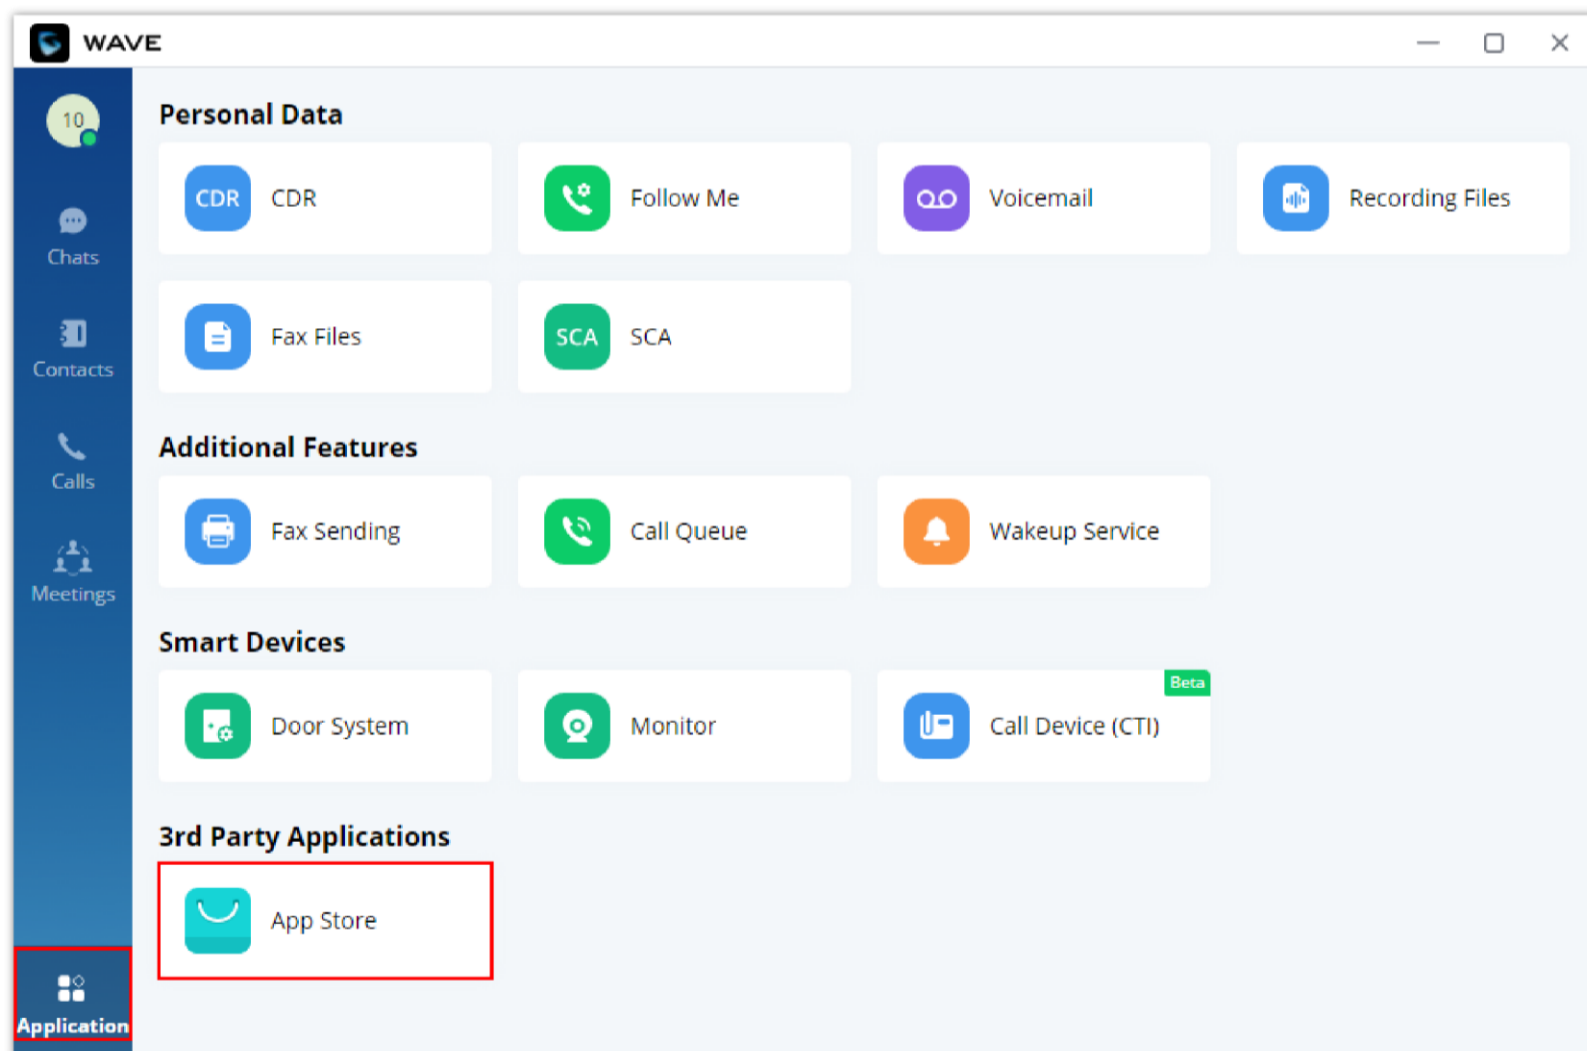 WAVE
10
Chats
Contacts
Calls
Meetings
Application
Personal Data
CDR CDR
Follow Me
Voicemail
Recording Files
Fax Files
SCA SCA
Additional Features
Fax Sending
Call Queue
Wakeup Service
Smart Devices
Door System
Monitor
Call Device (CTI)
Beta
3rd Party Applications
App Store